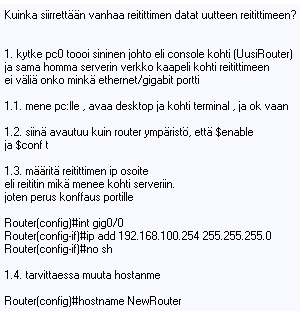 Kuinka siirrettään vanhaa reitittimen datat uutteen reitittimeen?
1. kytke pc0 toooi sininen johto eli console kohti (UusiRouter)
ja sama homma serverin verkko kaapeli kohti reitittimeen
ei väliä onko minkä ethernet/gigabit portti
1.1. mene pc:lle , avaa desktop ja kohti terminal , ja ok vaan
1.2. siinä avautuu kuin router ympäristö, että $enable
ja $conf t
1.3. määritä reitittimen ip osoite
eli reititin mikä menee kohti serveriin.
joten perus konffaus portille
Router(config)#int gig0/0
Router(config-if)#ip add 192.168.100.254 255.255.255.0
Router(config-if)#no sh
1.4. tarvittaessa muuta hostanme
Router(config)#hostname NewRouter